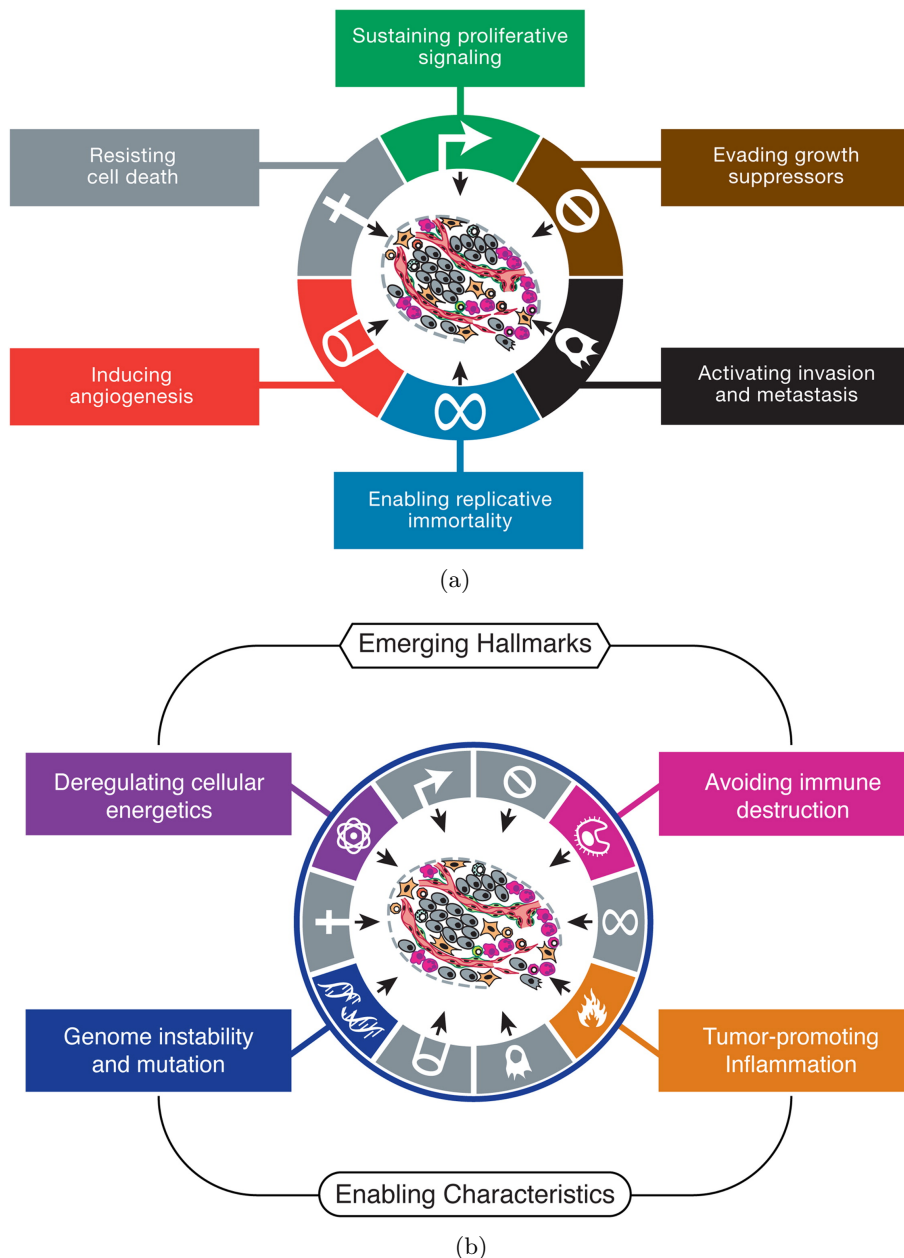 Sustaining proliferative
signaling
Resisting
cell death
Evading growth
suppressors
Inducing
angiogenesis
Activating invasion
and metastasis
Enabling replicative
immortality
(a)
Emerging Hallmarks
Deregulating cellular
energetics
Avoiding immune
destruction
Genome instability
and mutation
Tumor-promoting
Inflammation
Enabling Characteristics
(b)